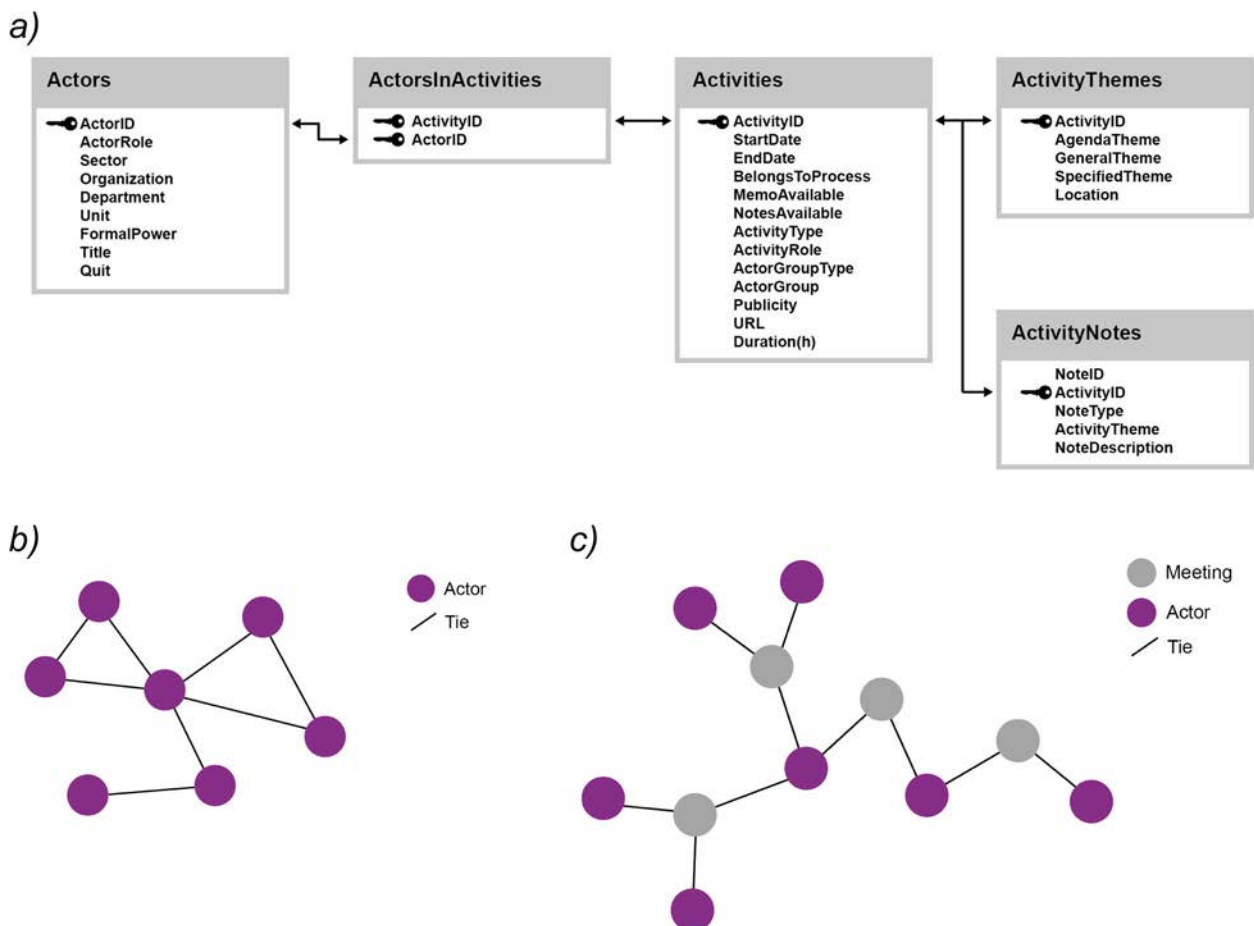 a)
Actors
ActorID
ActorRole
Sector
Organization
Department
Unit
FormalPower
Title
Quit
ActorsInActivities
ActivityID
ActorID
Activities
ActivityID
StartDate
EndDate
BelongsToProcess
MemoAvailable
NotesAvailable
ActivityType
ActivityRole
ActorGroupType
ActorGroup
Publicity
URL
Duration(h)
ActivityThemes
ActivityID
AgendaTheme
GeneralTheme
SpecifiedTheme
Location
ActivityNotes
NoteID
ActivityID
NoteType
ActivityTheme
NoteDescription
b)
Actor
Tie
c)
Meeting
Actor
Tie